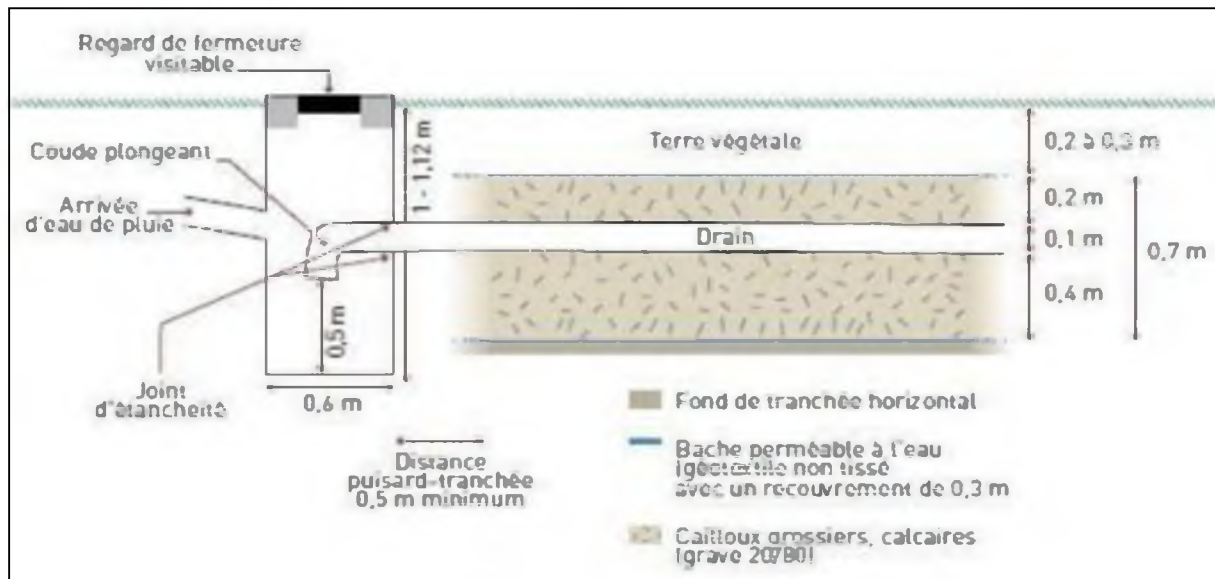 Regard de fermeture
visitable
Coude plongeant
Arrivée
d'eau de pluie
Joint
d'étancheité
1 - 1,12 m
0,5 m
0,6 m
Distance
puisard-tranchée
0,5 m minimum
Terre végétale
Drain
0,2 à 0,3 m
0,2 m
0,1 m
0,4 m
0,7 m
Fond de tranchée horizontal
Bache perméable à l'eau
(géotextile non tissé
avec un recouvrement de 0,3 m
Cailloux grossiers, calcaires
(grave 20/80)